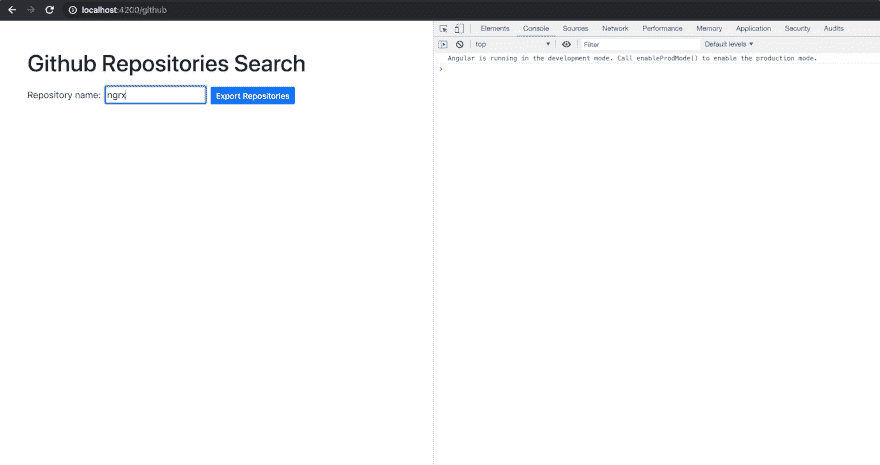 localhost:4200/github
Elements Console Sources Network Performance Memory Application Security Audits
top Filter Default levels
Angular is running in the development mode. Call enableProdMode() to enable the production mode.
Github Repositories Search
Repository name: ngrx Export Repositories